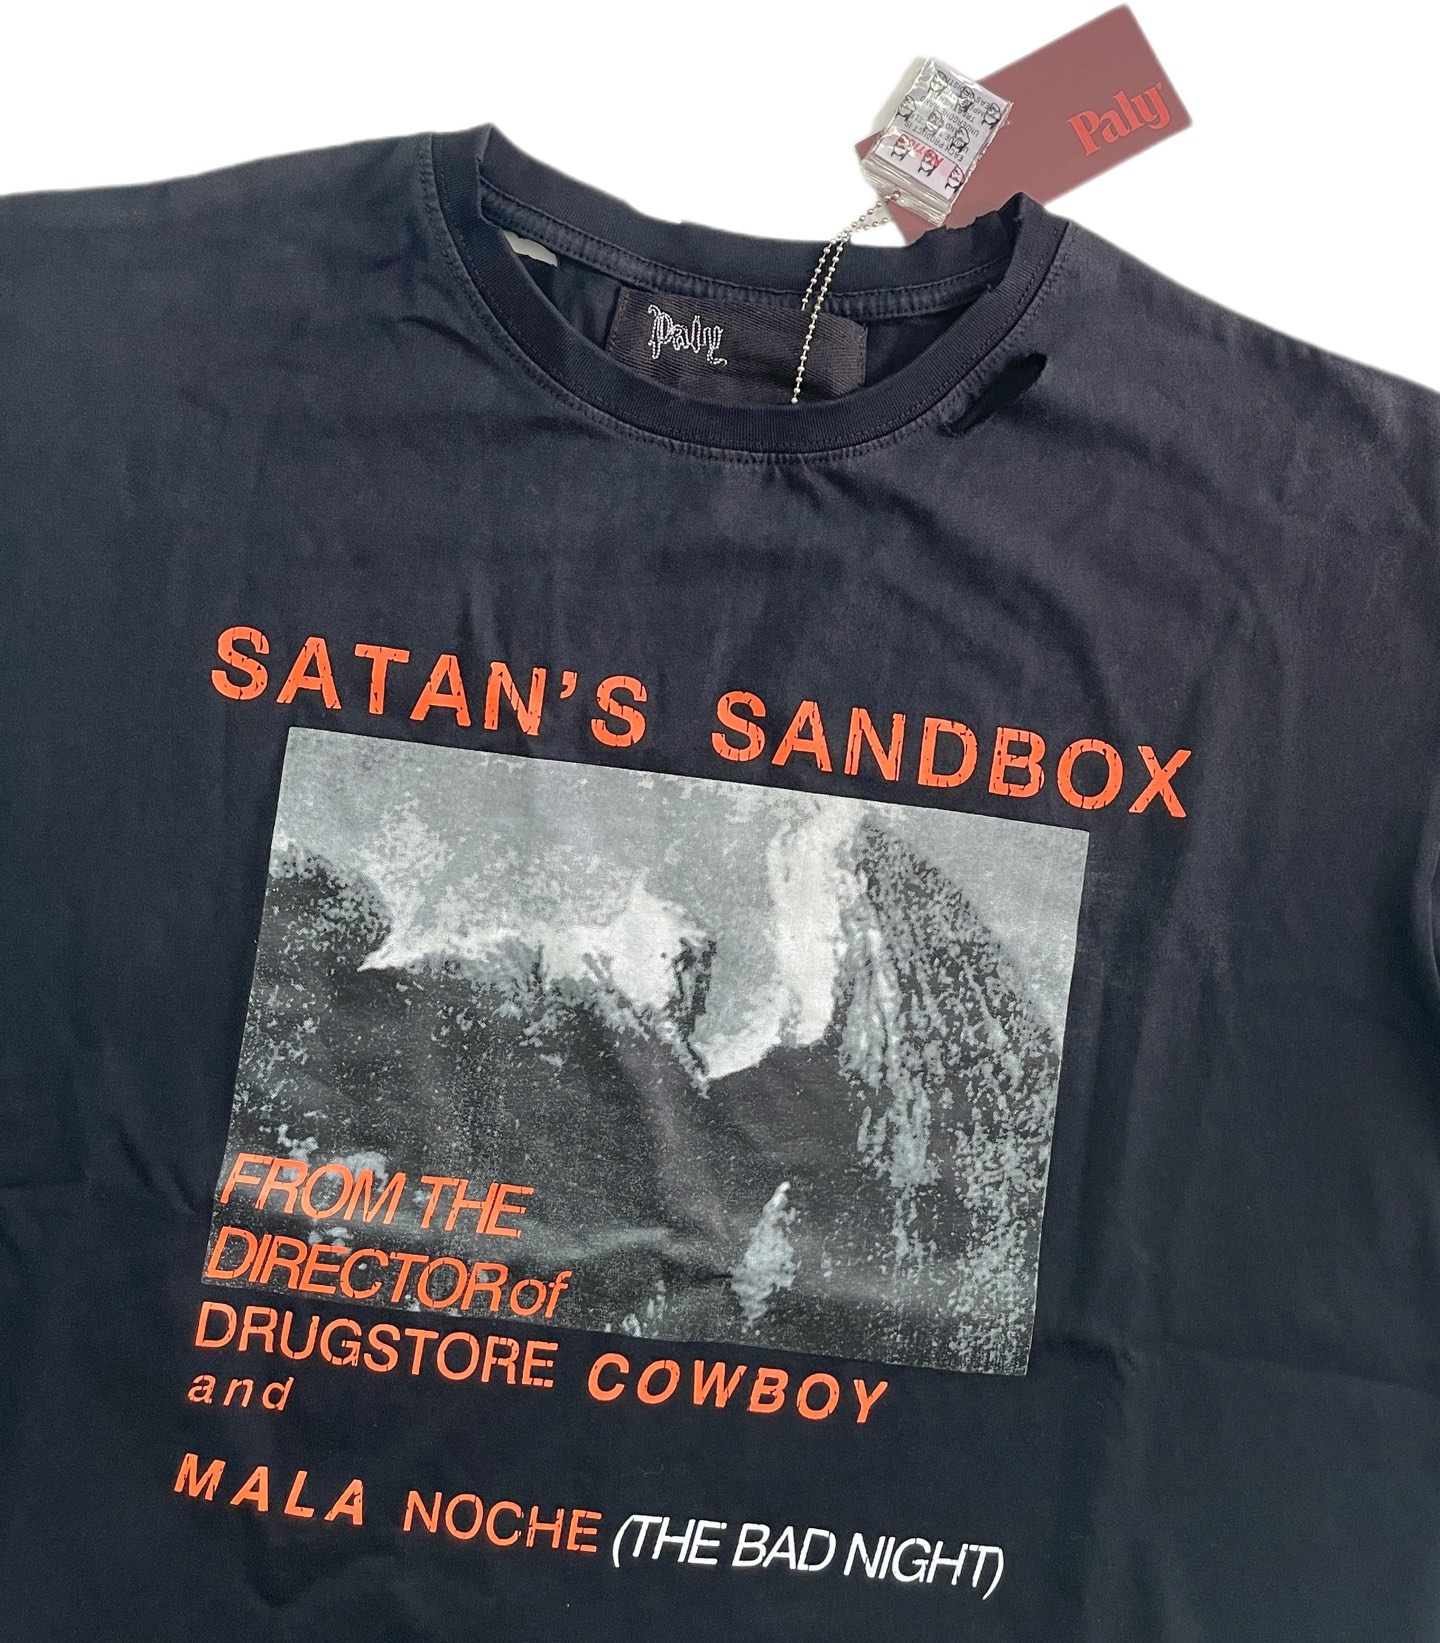 Paly
Paly
SATAN'S SANDBOX
FROM THE
DIRECTOR of
DRUGSTORE COWBOY
and
MALA NOCHE (THE BAD NIGHT)